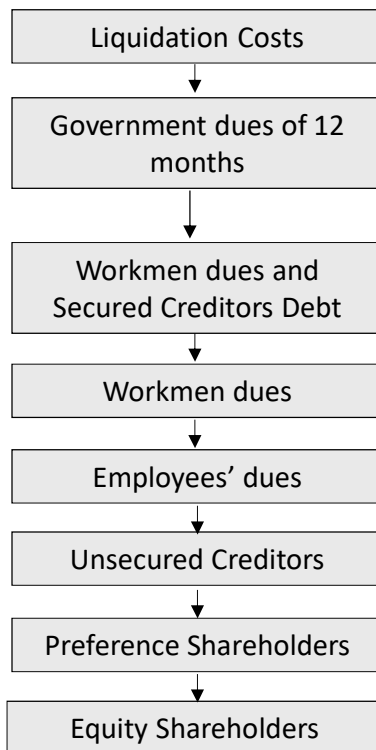 Liquidation Costs
Government dues of 12
months
Workmen dues and
Secured Creditors Debt
Workmen dues
Employees’ dues
Unsecured Creditors
Preference Shareholders
Equity Shareholders